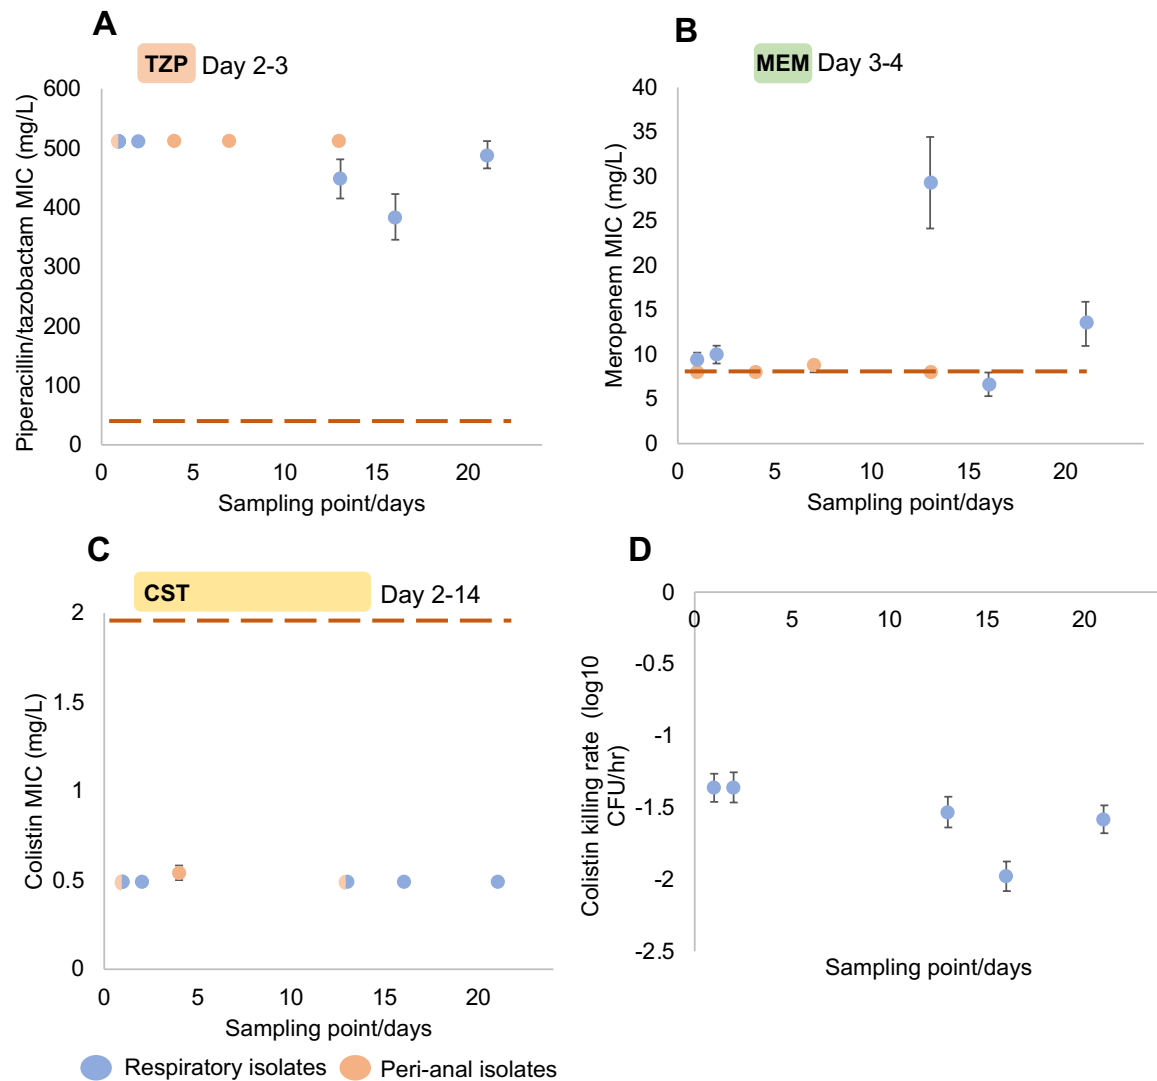 A
TZP Day 2-3
Piperacillin/tazobactam MIC (mg/L)
600
500
400
300
200
100
0
0 5 10 15 20
Sampling point/days
B
MEM Day 3-4
Meropenem MIC (mg/L)
40
35
30
25
20
15
10
5
0
0 5 10 15 20
Sampling point/days
C
CST Day 2-14
Colistin MIC (mg/L)
2
1.5
1
0.5
0
0 5 10 15 20
Sampling point/days
D
Colistin killing rate (log10
CFU/hr)
0
0 5 10 15 20
-0.5
-1
-1.5
-2
-2.5
Sampling point/days
Respiratory isolates Peri-anal isolates